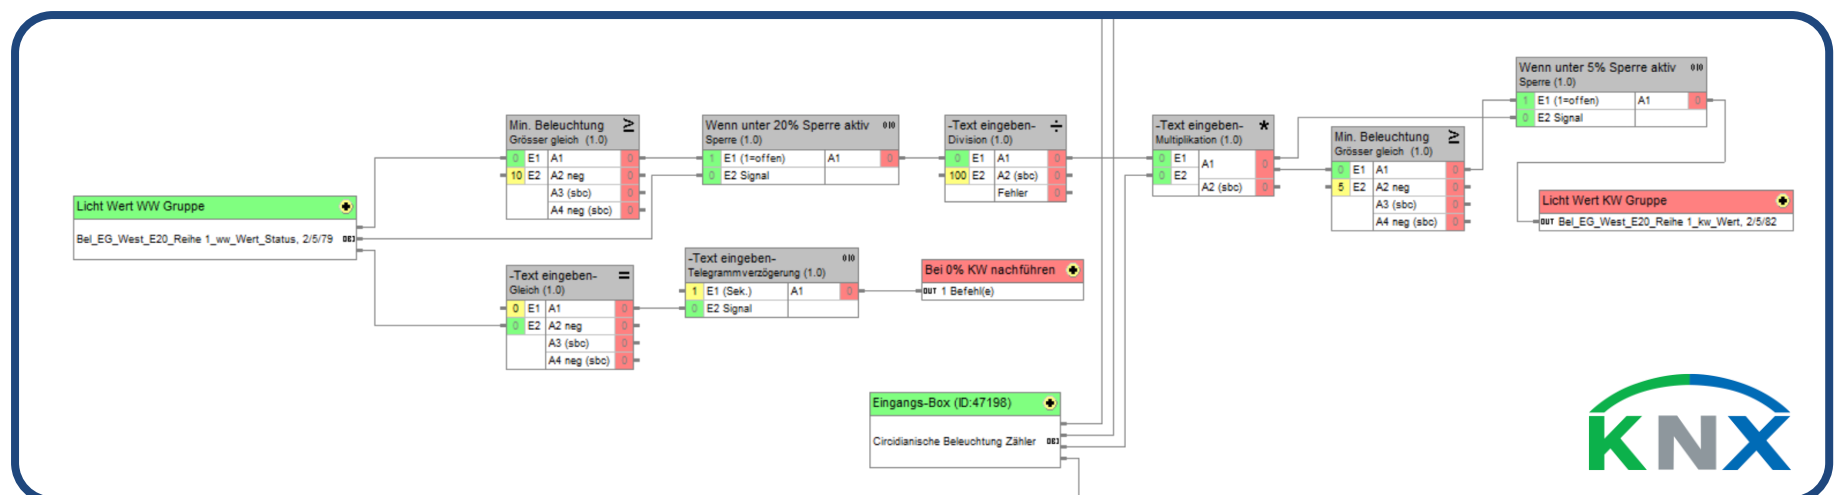 Licht Wert WW Gruppe
Bel_EG_West_E20_Reihe 1_ww_Wert_Status, 2/5/79
Min. Beleuchtung ≥
Grösser gleich (1.0)
0 E1 A1 0
10 E2 A2 neg 0
A3 (sbc) 0
A4 neg (sbc) 0
Wenn unter 20% Sperre aktiv
Sperre (1.0)
1 E1 (1=offen) A1 0
0 E2 Signal
-Text eingeben- ÷
Division (1.0)
0 E1 A1 0
100 E2 A2 (sbc) 0
Fehler 0
-Text eingeben- *
Multiplikation (1.0)
0 E1 A1 0
0 E2
A2 (sbc) 0
Min. Beleuchtung ≥
Grösser gleich (1.0)
0 E1 A1 0
5 E2 A2 neg 0
A3 (sbc) 0
A4 neg (sbc) 0
Wenn unter 5% Sperre aktiv
Sperre (1.0)
1 E1 (1=offen) A1 0
0 E2 Signal
Licht Wert KW Gruppe
OUT Bel_EG_West_E20_Reihe 1_kw_Wert, 2/5/82
-Text eingeben- =
Gleich (1.0)
0 E1 A1 0
0 E2 A2 neg 0
A3 (sbc) 0
A4 neg (sbc) 0
-Text eingeben-
Telegrammverzögerung (1.0)
1 E1 (Sek.) A1 0
0 E2 Signal
Bei 0% KW nachführen
OUT 1 Befehl(e)
Eingangs-Box (ID:47198)
Circidianische Beleuchtung Zähler
KNX